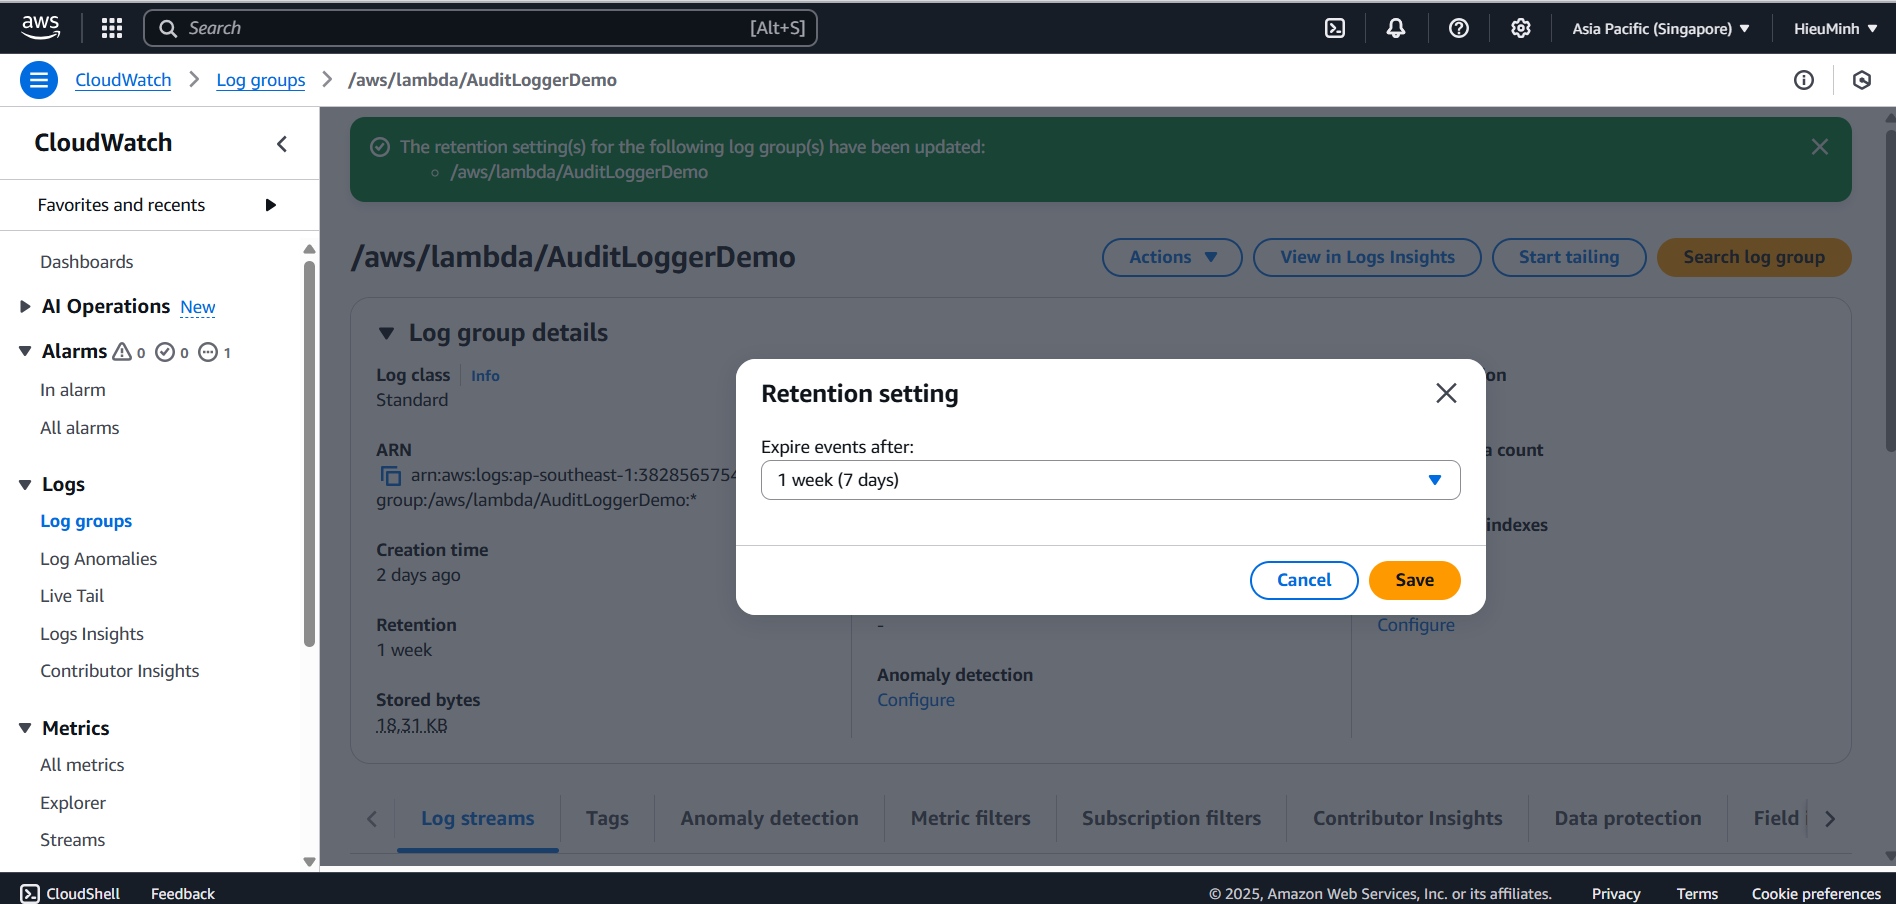 aws
Search
[Alt+S]
Asia Pacific (Singapore)
HieuMinh
CloudWatch
Log groups
/aws/lambda/AuditLoggerDemo
CloudWatch
Favorites and recents
Dashboards
AI Operations New
Alarms 0 0 1
In alarm
All alarms
Logs
Log groups
Log Anomalies
Live Tail
Logs Insights
Contributor Insights
Metrics
All metrics
Explorer
Streams
The retention setting(s) for the following log group(s) have been updated:
/aws/lambda/AuditLoggerDemo
/aws/lambda/AuditLoggerDemo
Actions
View in Logs Insights
Start tailing
Search log group
Log group details
Log class
Info
Standard
ARN
arn:aws:logs:ap-southeast-1:3828565754
group:/aws/lambda/AuditLoggerDemo:*
Creation time
2 days ago
Retention
1 week
Stored bytes
18,31 KB
-
Anomaly detection
Configure
on
a count
indexes
Configure
Retention setting
Expire events after:
1 week (7 days)
Cancel
Save
Log streams
Tags
Anomaly detection
Metric filters
Subscription filters
Contributor Insights
Data protection
Field
CloudShell
Feedback
© 2025, Amazon Web Services, Inc. or its affiliates.
Privacy
Terms
Cookie preferences